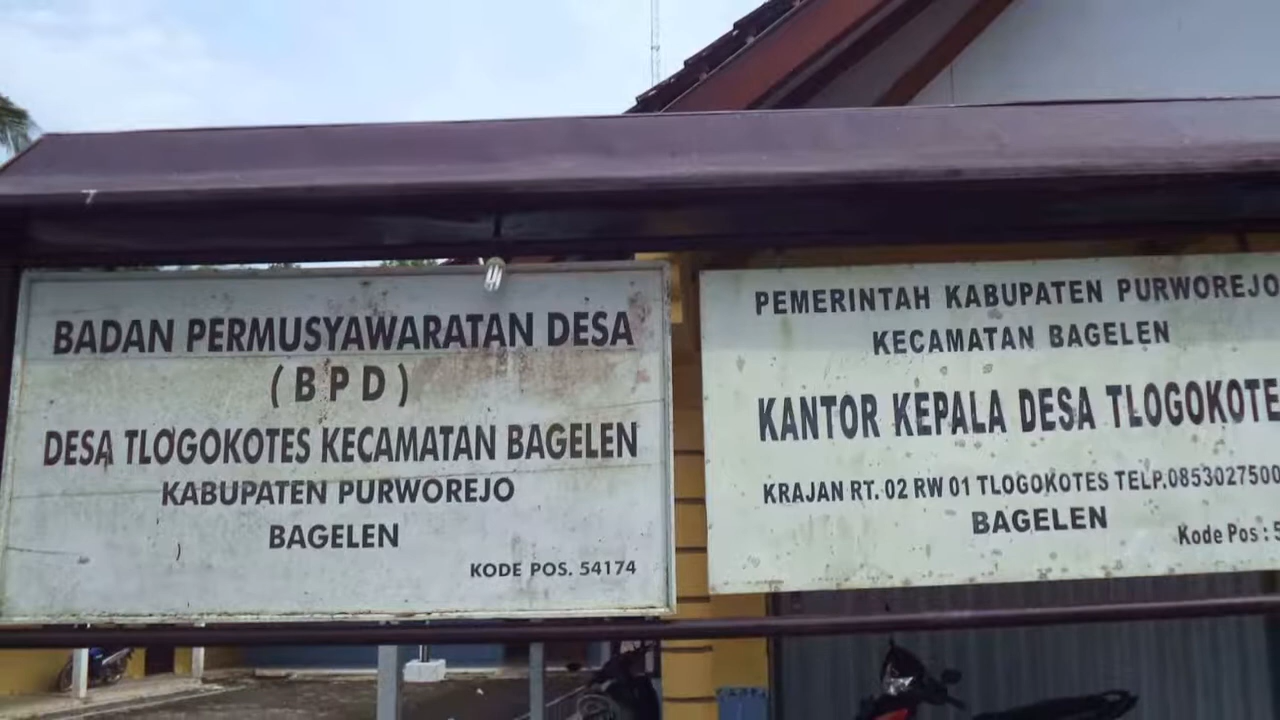 BADAN PERMUSYAWARATAN DESA
(BPD)
DESA TLOGOKOTES KECAMATAN BAGELEN
KABUPATEN PURWOREJO
BAGELEN
KODE POS. 54174
PEMERINTAH KABUPATEN PURWOREJO
KECAMATAN BAGELEN
KANTOR KEPALA DESA TLOGOKOTE
KRAJAN RT. 02 RW 01 TLOGOKOTES TELP.0853027500
BAGELEN
Kode Pos : 5